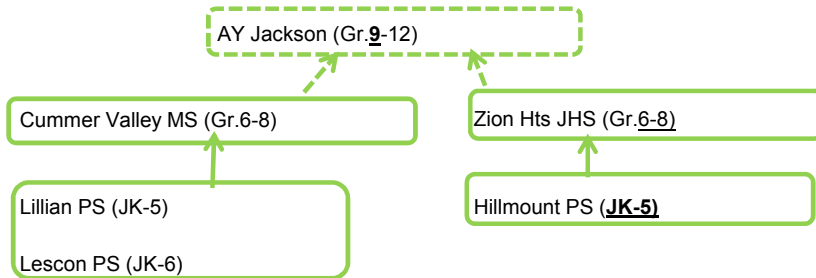 AY Jackson (Gr.9-12)
Cummer Valley MS (Gr.6-8)
Zion Hts JHS (Gr.6-8)
Lillian PS (JK-5)
Lescon PS (JK-6)
Hillmount PS (JK-5)